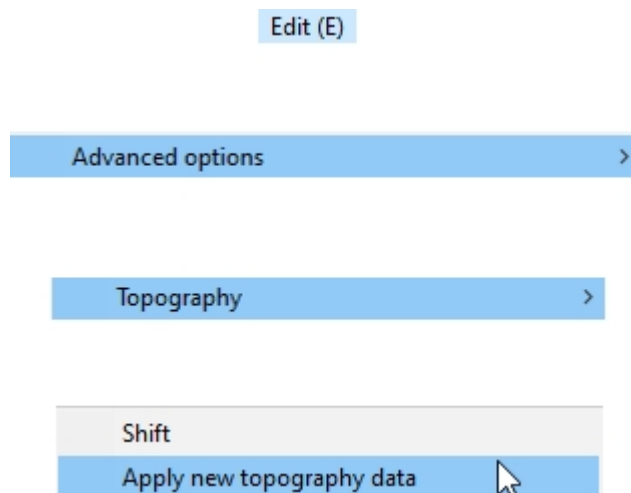 Edit (E)
Advanced options
Topography
Shift
Apply new topography data